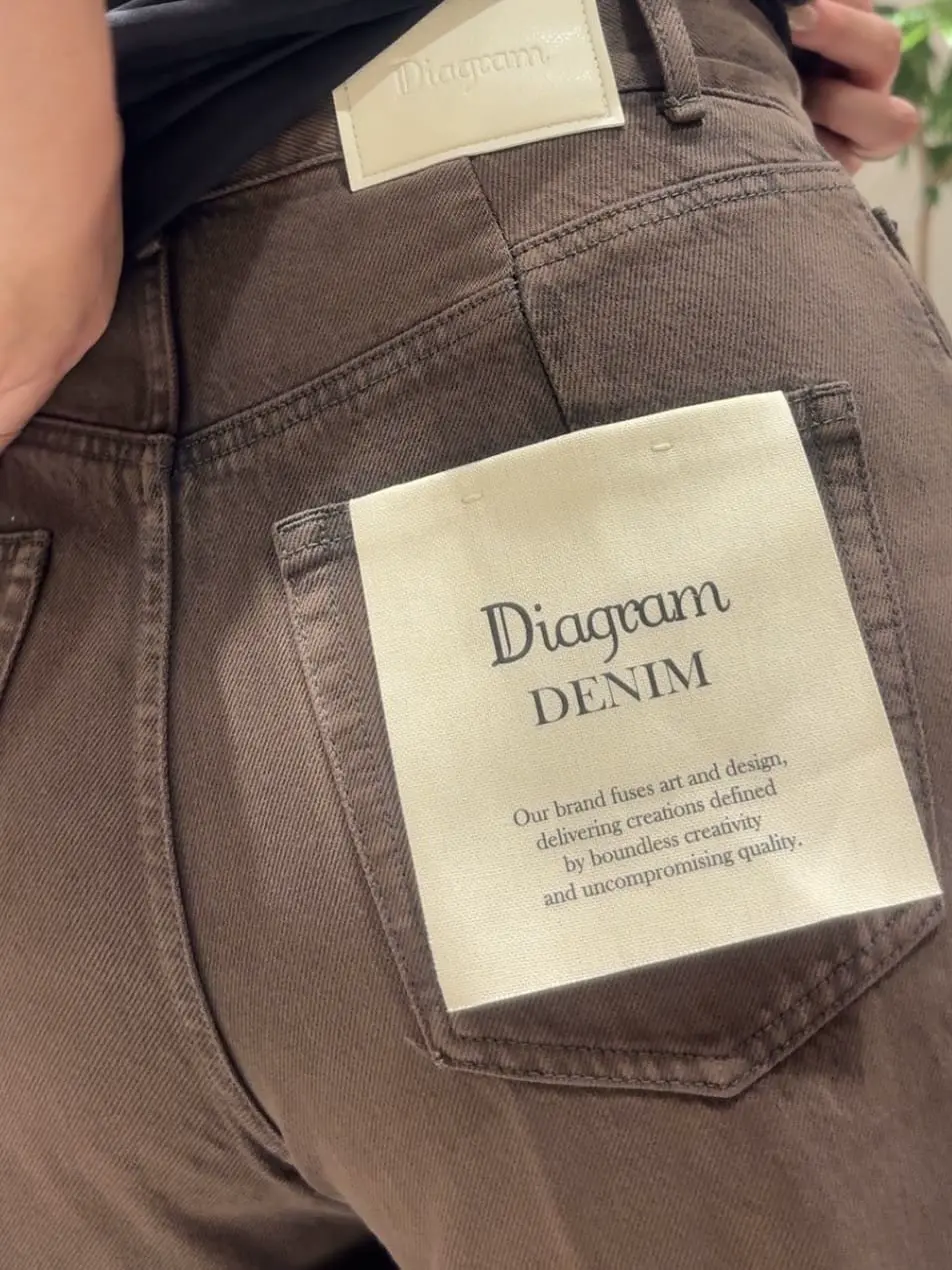 Diagram
Diagram
DENIM
Our brand fuses art and design,
delivering creations defined
by boundless creativity
and uncompromising quality.